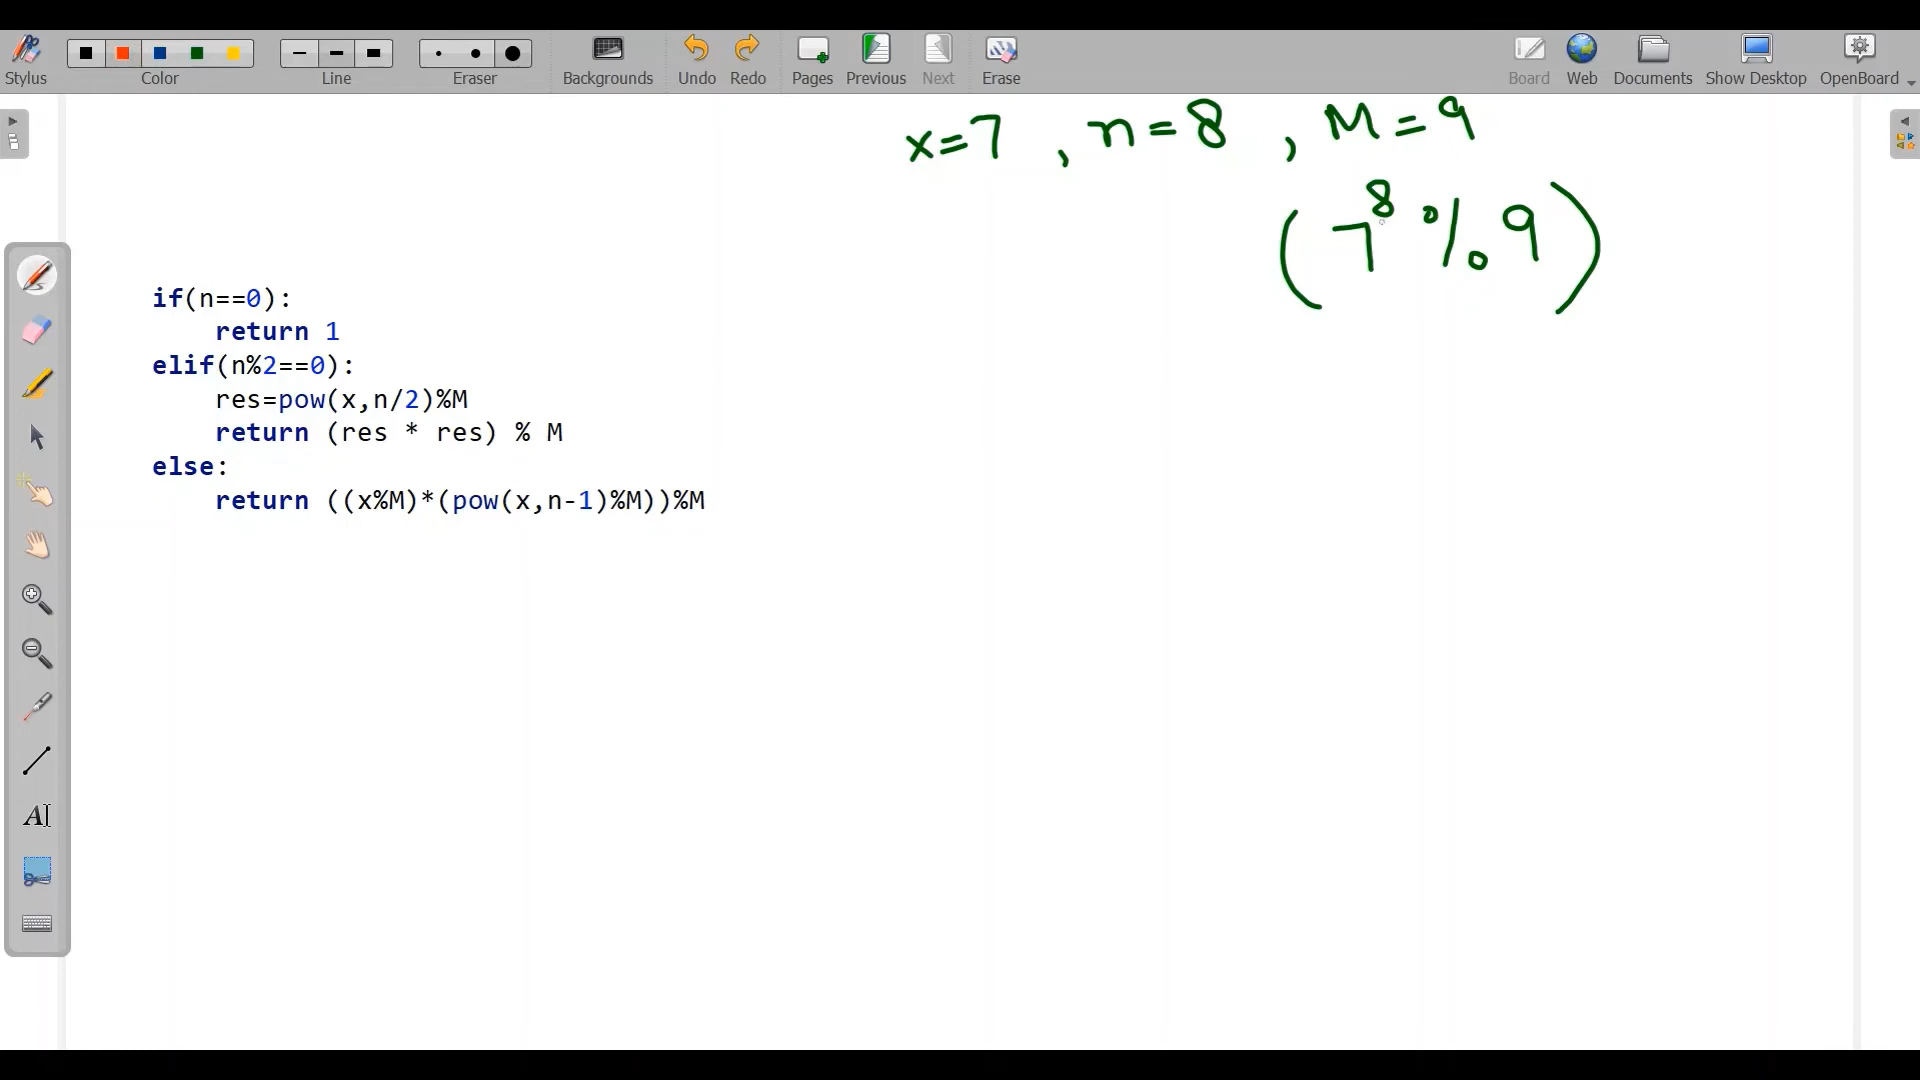 Stylus Color Line Eraser Backgrounds Undo Redo Pages Previous Next Erase Board Web Documents Show Desktop OpenBoard
x=7 , n=8 , M=9
(7^8 % 9)
if(n==0):
    return 1
elif(n%2==0):
    res=pow(x,n/2)%M
    return (res * res) % M
else:
    return ((x%M)*(pow(x,n-1)%M))%M
AI